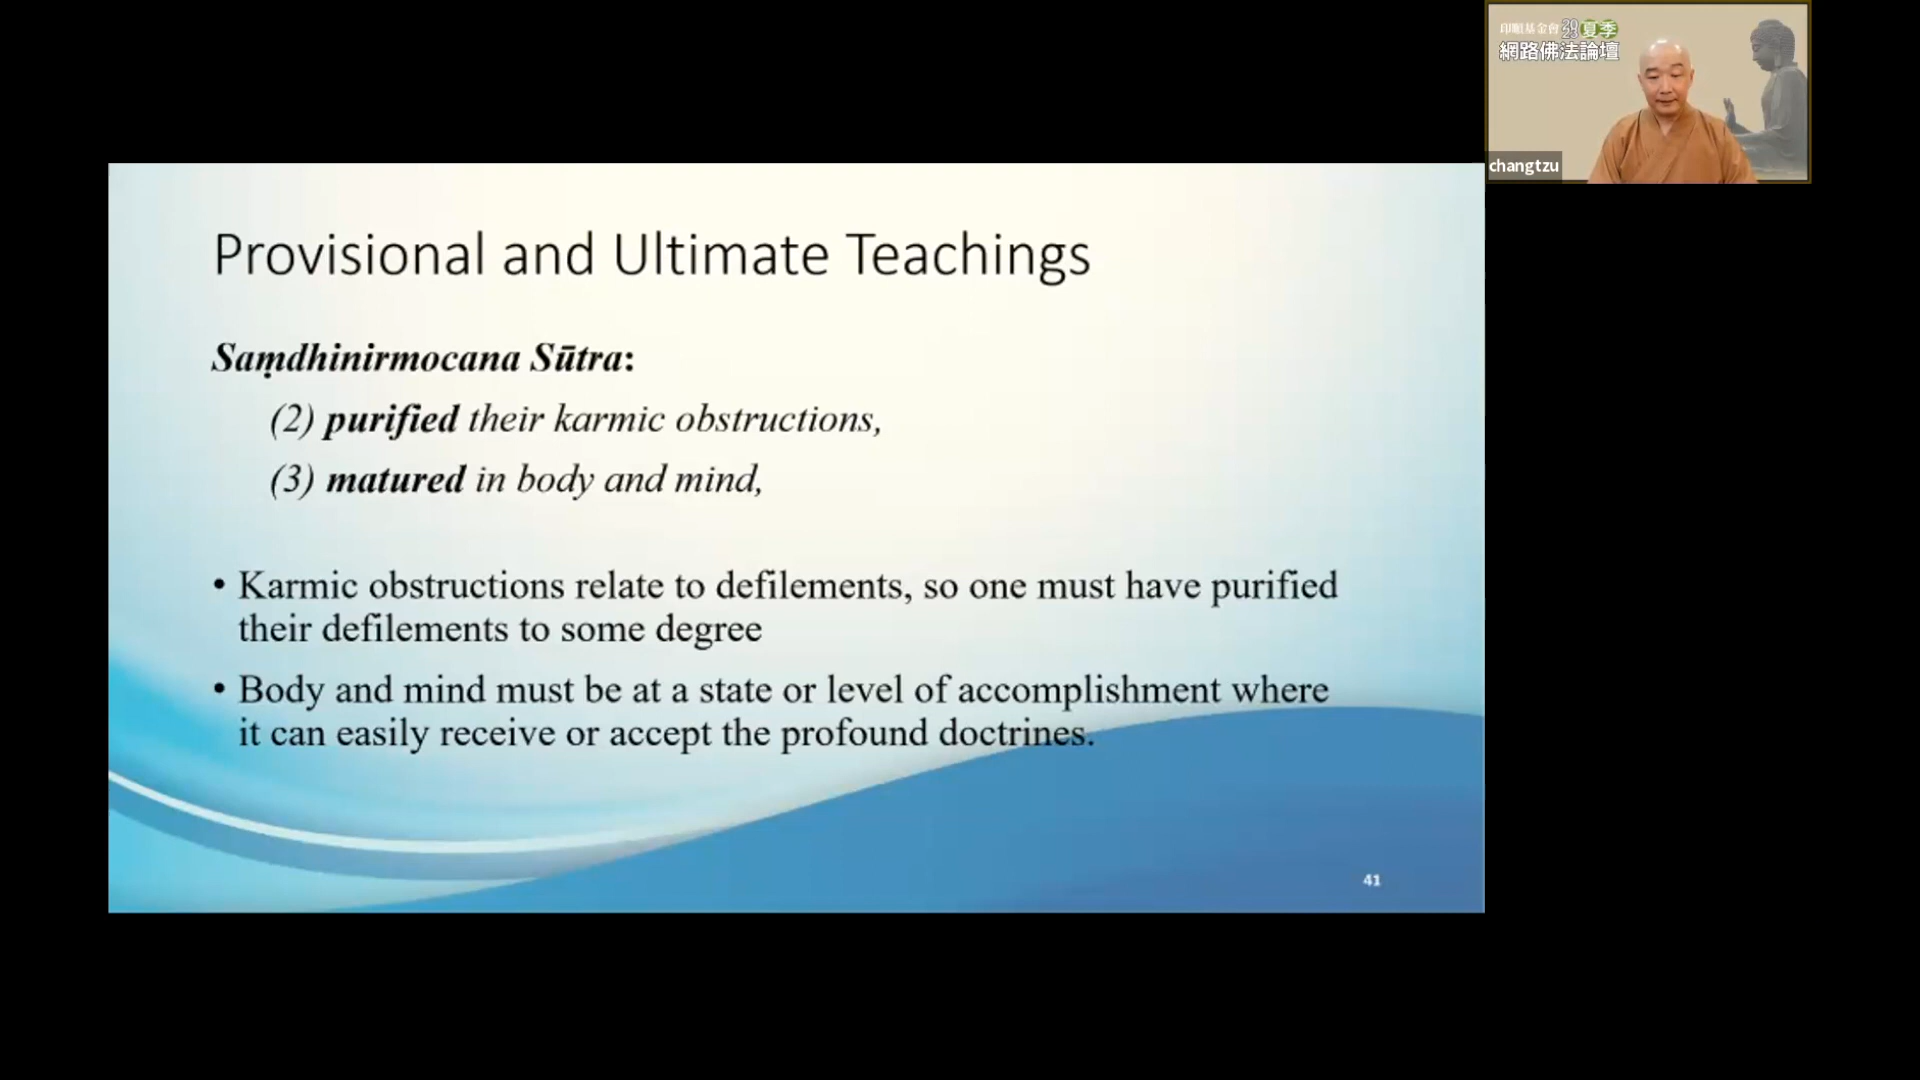 Provisional and Ultimate Teachings
Saṃdhinirmocana Sūtra:
(2) purified their karmic obstructions,
(3) matured in body and mind,
• Karmic obstructions relate to defilements, so one must have purified
their defilements to some degree
• Body and mind must be at a state or level of accomplishment where
it can easily receive or accept the profound doctrines.
41
印順基金會 2023 夏季
網路佛法論壇
changtzu